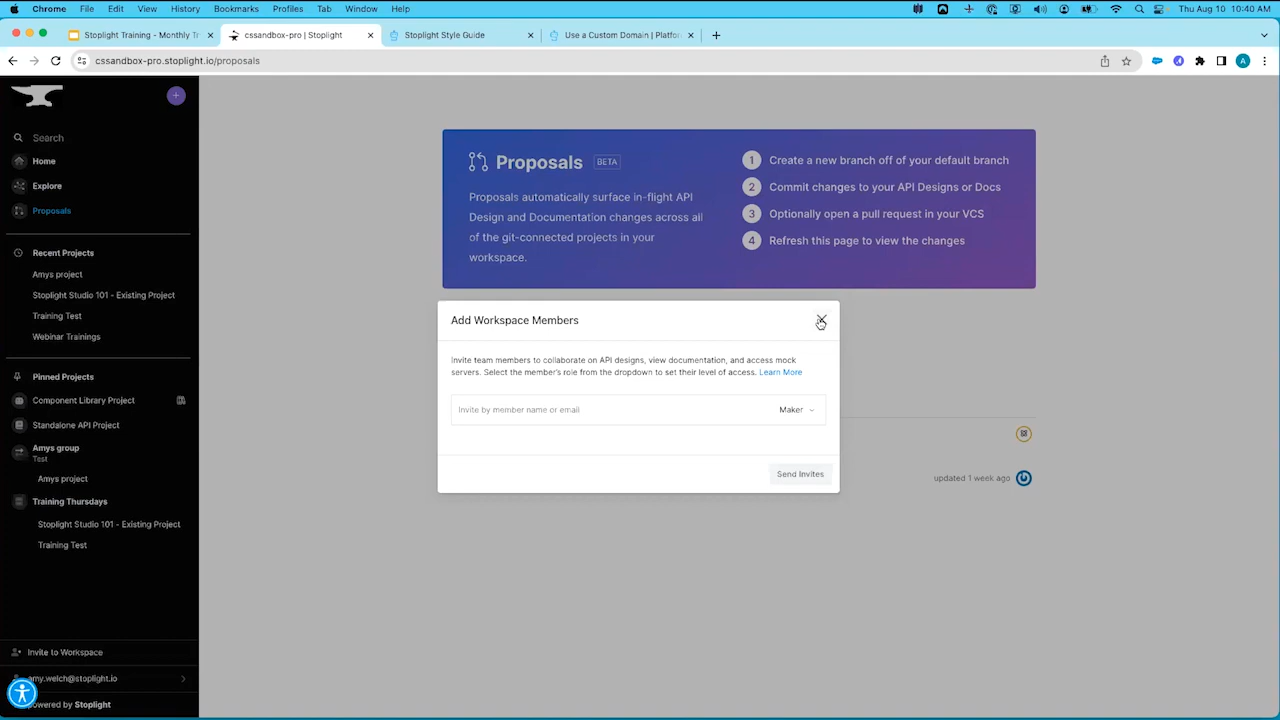 Chrome File Edit View History Bookmarks Profiles Tab Window Help Thu Aug 10 10:40 AM
Stoplight Training - Monthly Tr cssandbox-pro | Stoplight Stoplight Style Guide Use a Custom Domain | Platfor
cssandbox-pro.stoplight.io/proposals A
Search
Home
Explore
Proposals
Recent Projects
Amys project
Stoplight Studio 101 - Existing Project
Training Test
Webinar Trainings
Pinned Projects
Component Library Project
Standalone API Project
Amys group
Test
Amys project
Training Thursdays
Stoplight Studio 101 - Existing Project
Training Test
Invite to Workspace
amy.welch@stoplight.io
powered by Stoplight
Proposals BETA
Proposals automatically surface in-flight API
Design and Documentation changes across all
of the git-connected projects in your
workspace.
1 Create a new branch off of your default branch
2 Commit changes to your API Designs or Docs
3 Optionally open a pull request in your VCS
4 Refresh this page to view the changes
Add Workspace Members
Invite team members to collaborate on API designs, view documentation, and access mock
servers. Select the member's role from the dropdown to set their level of access. Learn More
Invite by member name or email Maker
Send Invites
updated 1 week ago